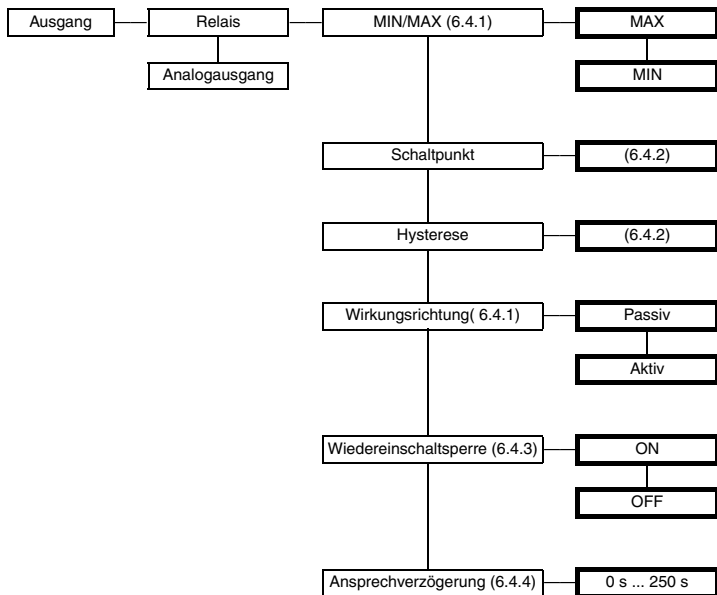 Ausgang
Relais
MIN/MAX (6.4.1)
MAX
Analogausgang
MIN
Schaltpunkt
(6.4.2)
Hysterese
(6.4.2)
Wirkungsrichtung( 6.4.1)
Passiv
Aktiv
Wiedereinschaltsperre (6.4.3)
ON
OFF
Ansprechverzögerung (6.4.4)
0 s ... 250 s